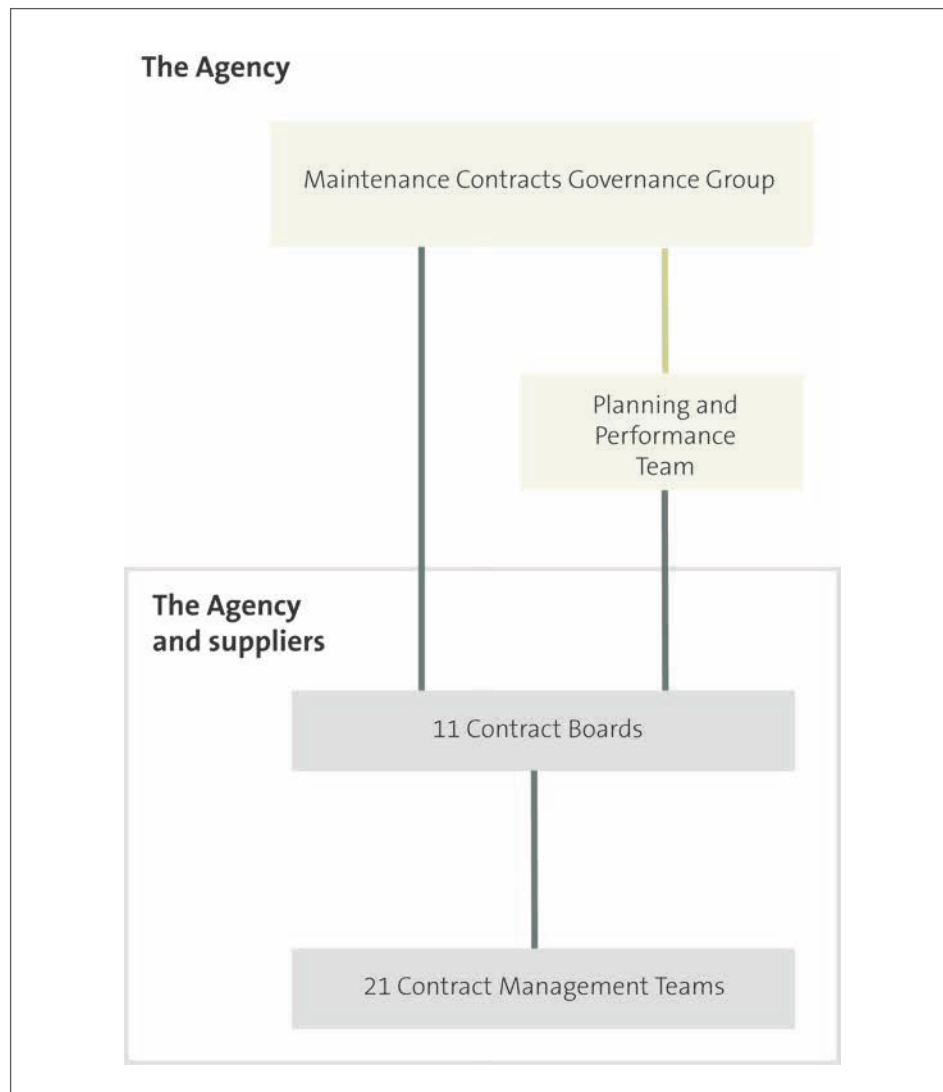 The Agency
Maintenance Contracts Governance Group
Planning and
Performance
Team
The Agency
and suppliers
11 Contract Boards
21 Contract Management Teams